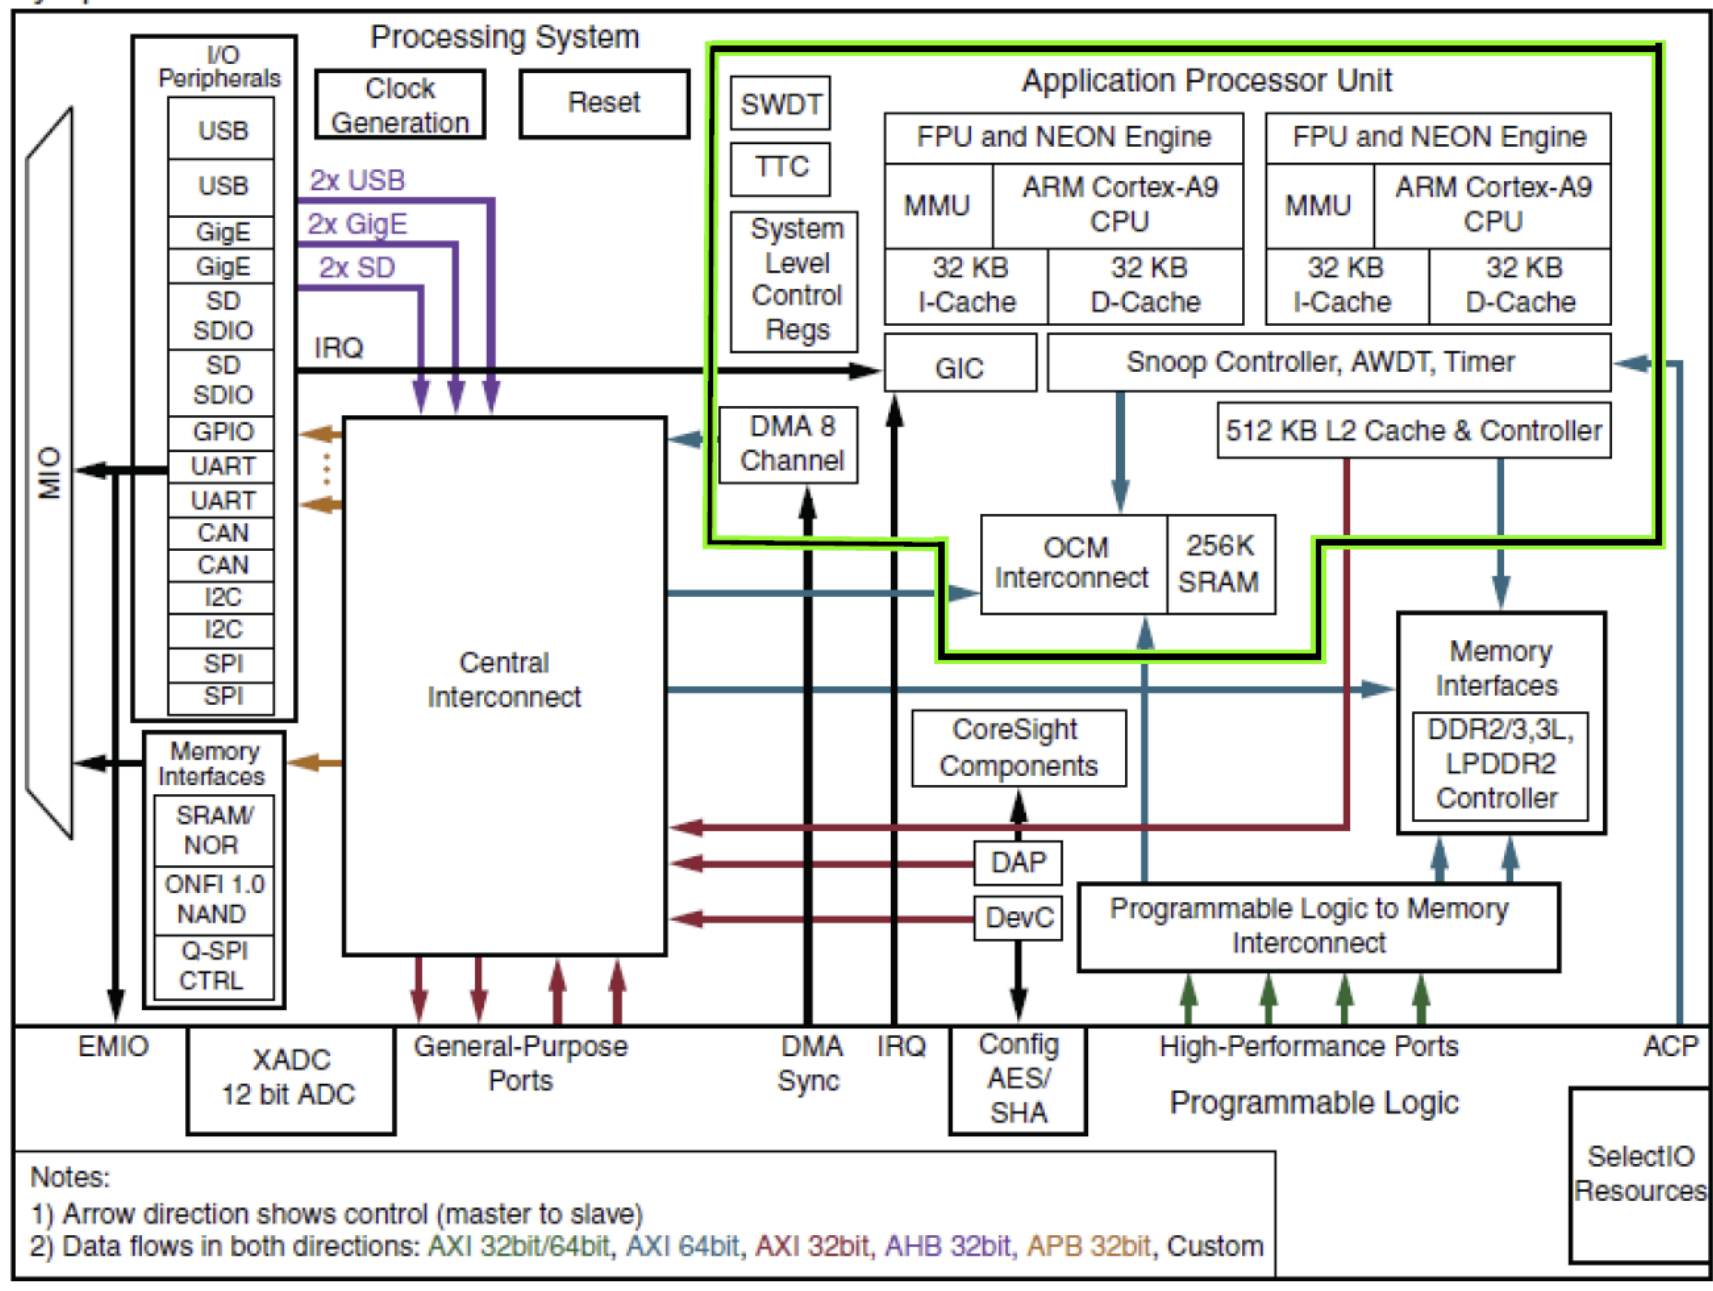 Processing System
I/O
Peripherals
USB
USB
GigE
GigE
SD
SDIO
SD
SDIO
GPIO
UART
UART
CAN
CAN
I2C
I2C
SPI
SPI
MIO
Clock
Generation
Reset
2x USB
2x GigE
2x SD
IRQ
Application Processor Unit
SWDT
TTC
System
Level
Control
Regs
FPU and NEON Engine
MMU
ARM Cortex-A9
CPU
32 KB
I-Cache
32 KB
D-Cache
FPU and NEON Engine
MMU
ARM Cortex-A9
CPU
32 KB
I-Cache
32 KB
D-Cache
GIC
Snoop Controller, AWDT, Timer
DMA 8
Channel
512 KB L2 Cache & Controller
OCM
Interconnect
256K
SRAM
Central
Interconnect
Memory
Interfaces
DDR2/3,3L,
LPDDR2
Controller
CoreSight
Components
DAP
DevC
Programmable Logic to Memory
Interconnect
Memory
Interfaces
SRAM/
NOR
ONFI 1.0
NAND
Q-SPI
CTRL
EMIO
XADC
12 bit ADC
General-Purpose
Ports
DMA
Sync
IRQ
Config
AES/
SHA
High-Performance Ports
ACP
Programmable Logic
SelectIO
Resources
Notes:
1) Arrow direction shows control (master to slave)
2) Data flows in both directions: AXI 32bit/64bit, AXI 64bit, AXI 32bit, AHB 32bit, APB 32bit, Custom